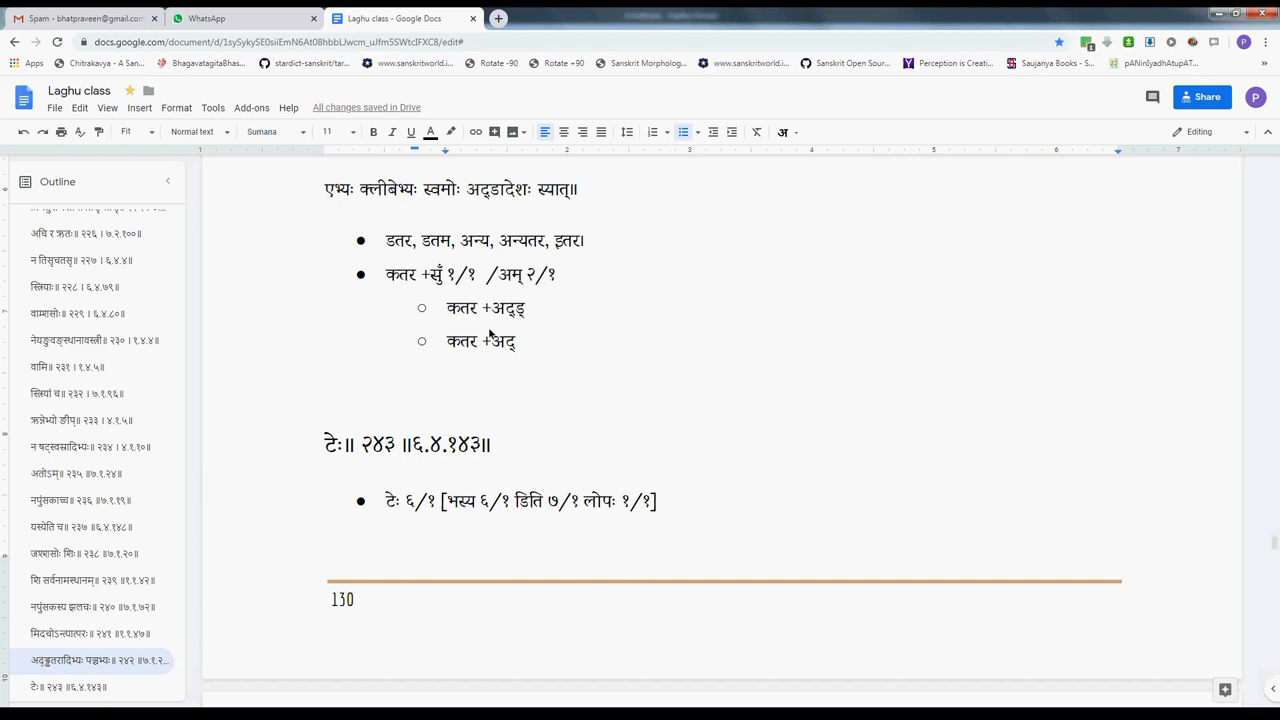 Spam - bhatpraveen@gmail.com
WhatsApp
Laghu class - Google Docs
Apps
Chitrakavya - A San...
BhagavatagitaBhas...
stardict-sanskrit/tar...
www.sanskritworld.i...
Rotate -90
Rotate +90
Sanskrit Morpholog...
www.sanskritworld.i...
Sanskrit Open Sour...
Perception is Creati...
Saujanya Books - S...
pANinIyadhAtupAT...
Laghu class
File Edit View Insert Format Tools Add-ons Help All changes saved in Drive
Share
P
Fit Normal text Sumana 11 B I U A अ Editing
Outline
अचि र ऋतः॥ २२६ । ७.२.१००॥
न तिसृचतसृ॥ २२७ । ६.४.४॥
स्त्रियाः॥ २२८ । ६.४.७९॥
वाम्शसोः॥ २२९ । ६.४.८०॥
नेयङुवङ्स्थानावस्त्री॥ २३० । १.४.४॥
वामि॥ २३१ । १.४.५॥
स्त्रियां च॥ २३२ । ७.१.९६॥
ऋन्नेभ्यो ङीप्॥ २३३ । ४.१.५॥
न षट्स्वस्रादिभ्यः॥ २३४ । ४.१.१०॥
अतोऽम्॥ २३५ ॥७.१.२४॥
नपुंसकाच्च॥ २३६ ॥७.१.१९॥
यस्येति च॥ २३७ ॥६.४.१४८॥
जश्शसोः शिः॥ २३८ ॥७.१.२०॥
शि सर्वनामस्थानम्॥ २३९ ॥१.१.४२॥
नपुंसकस्य झलचः॥ २४० ॥७.१.७२॥
मिदचोऽन्त्यात्परः॥ २४१ ॥१.१.४७॥
अद्ड्डतरादिभ्यः पञ्चभ्यः॥ २४२ ॥७.१.२...
टेः॥ २४३ ॥६.४.१४३॥
एभ्यः क्लीबेभ्यः स्वमोः अद्डादेशः स्यात्॥
● डतर, डतम, अन्य, अन्यतर, इतर।
● कतर +सुँ १/१ /अम् २/१
○ कतर +अद्ड्
○ कतर +अद्
टेः॥ २४३ ॥६.४.१४३॥
● टेः ६/१ [भस्य ६/१ डिति ७/१ लोपः १/१]
130